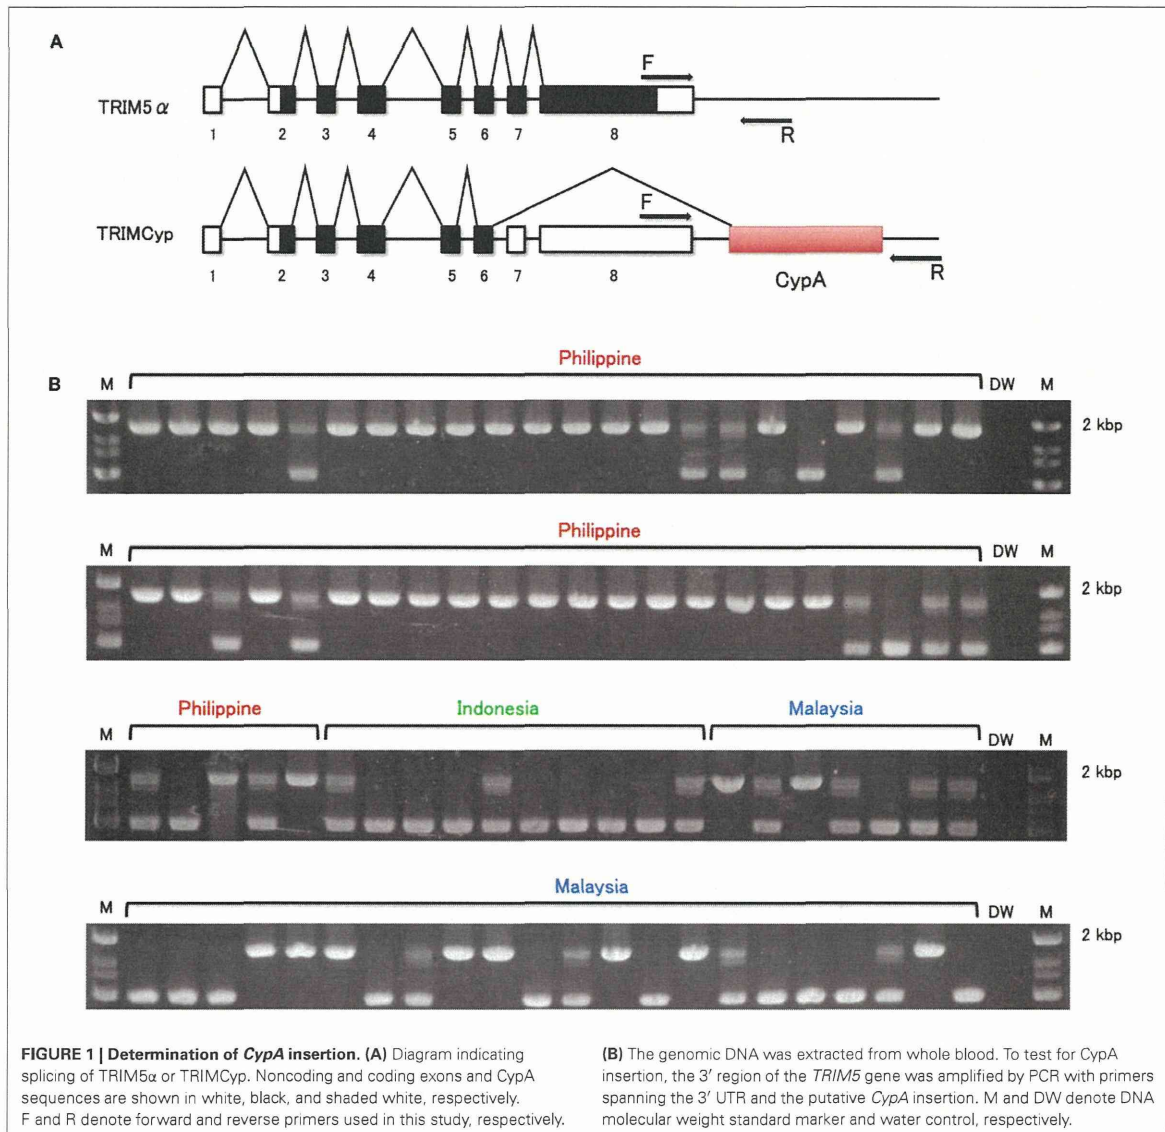 A
F
TRIM5 α
1 2 3 4 5 6 7 8
R
F
TRIMCyp
1 2 3 4 5 6 7 8
CypA
R
Philippine
B
M
DW
M
2 kbp
Philippine
M
DW
M
2 kbp
Philippine
Indonesia
Malaysia
M
DW
M
2 kbp
Malaysia
M
DW
M
2 kbp
FIGURE 1 | Determination of CypA insertion. (A) Diagram indicating
splicing of TRIM5α or TRIMCyp. Noncoding and coding exons and CypA
sequences are shown in white, black, and shaded white, respectively.
F and R denote forward and reverse primers used in this study, respectively.
(B) The genomic DNA was extracted from whole blood. To test for CypA
insertion, the 3′ region of the TRIM5 gene was amplified by PCR with primers
spanning the 3′ UTR and the putative CypA insertion. M and DW denote DNA
molecular weight standard marker and water control, respectively.